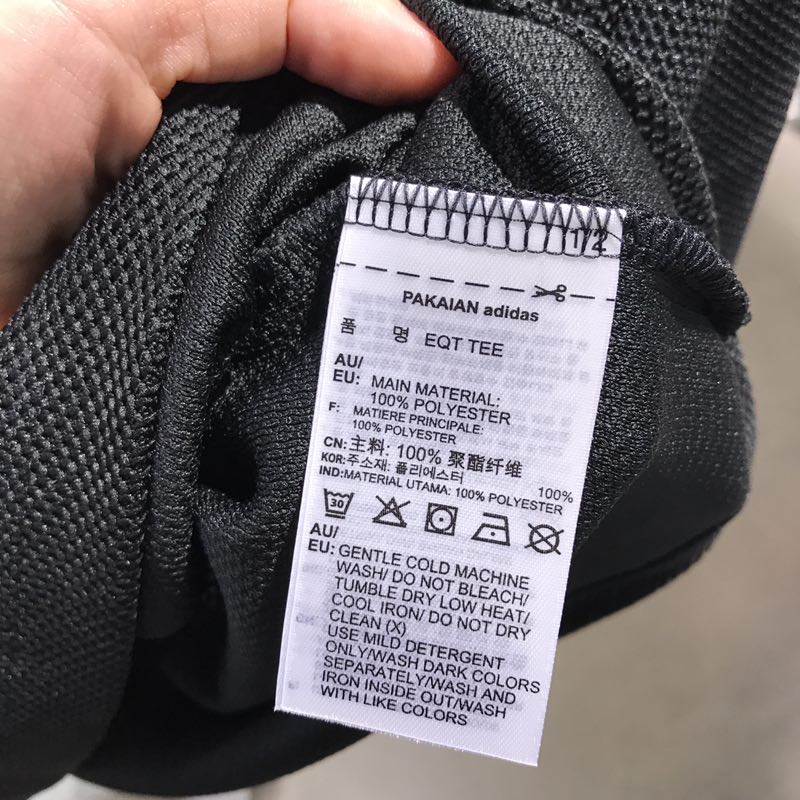 1/2
PAKAIAN adidas
품 명 EQT TEE
AU/
EU: MAIN MATERIAL:
100% POLYESTER
F: MATIERE PRINCIPALE:
100% POLYESTER
CN:主料: 100% 聚酯纤维
KOR:주소재: 폴리에스터 100%
IND:MATERIAL UTAMA: 100% POLYESTER
30
AU/
EU: GENTLE COLD MACHINE
WASH/ DO NOT BLEACH/
TUMBLE DRY LOW HEAT/
COOL IRON/ DO NOT DRY
CLEAN (X)
USE MILD DETERGENT
ONLY/WASH DARK COLORS
SEPARATELY/WASH AND
IRON INSIDE OUT/WASH
WITH LIKE COLORS